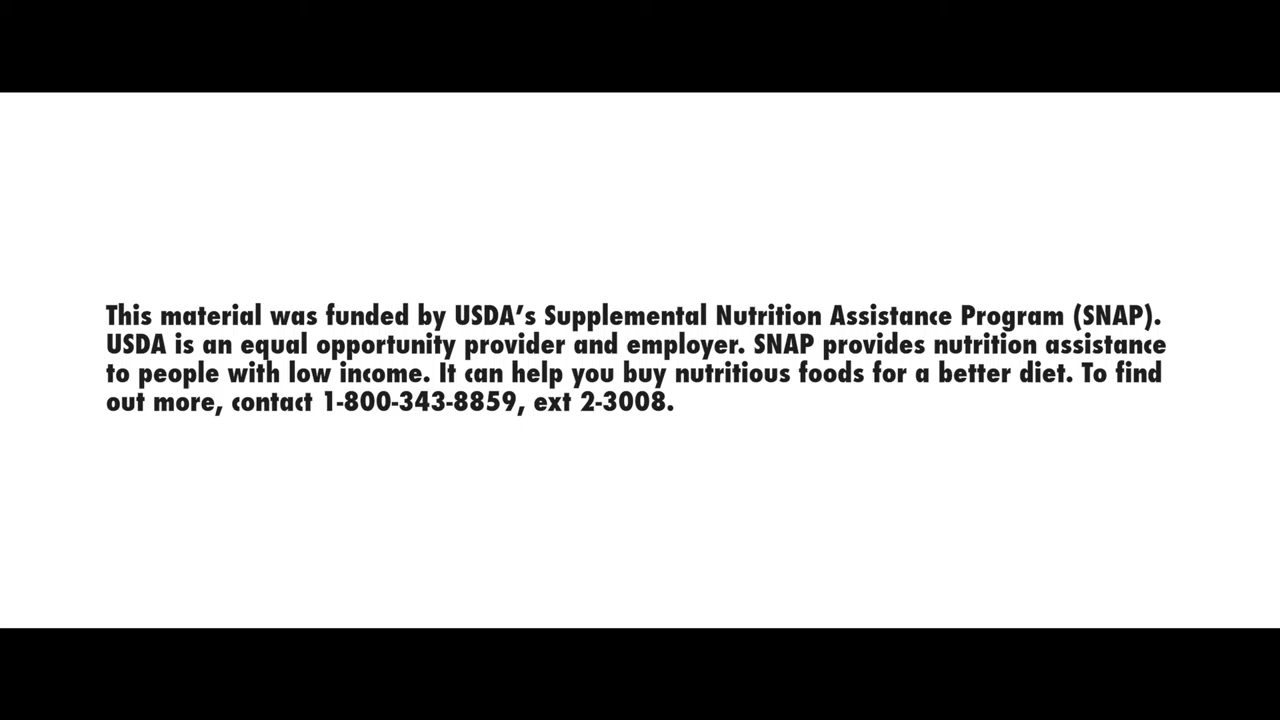 This material was funded by USDA’s Supplemental Nutrition Assistance Program (SNAP).
USDA is an equal opportunity provider and employer. SNAP provides nutrition assistance
to people with low income. It can help you buy nutritious foods for a better diet. To find
out more, contact 1-800-343-8859, ext 2-3008.